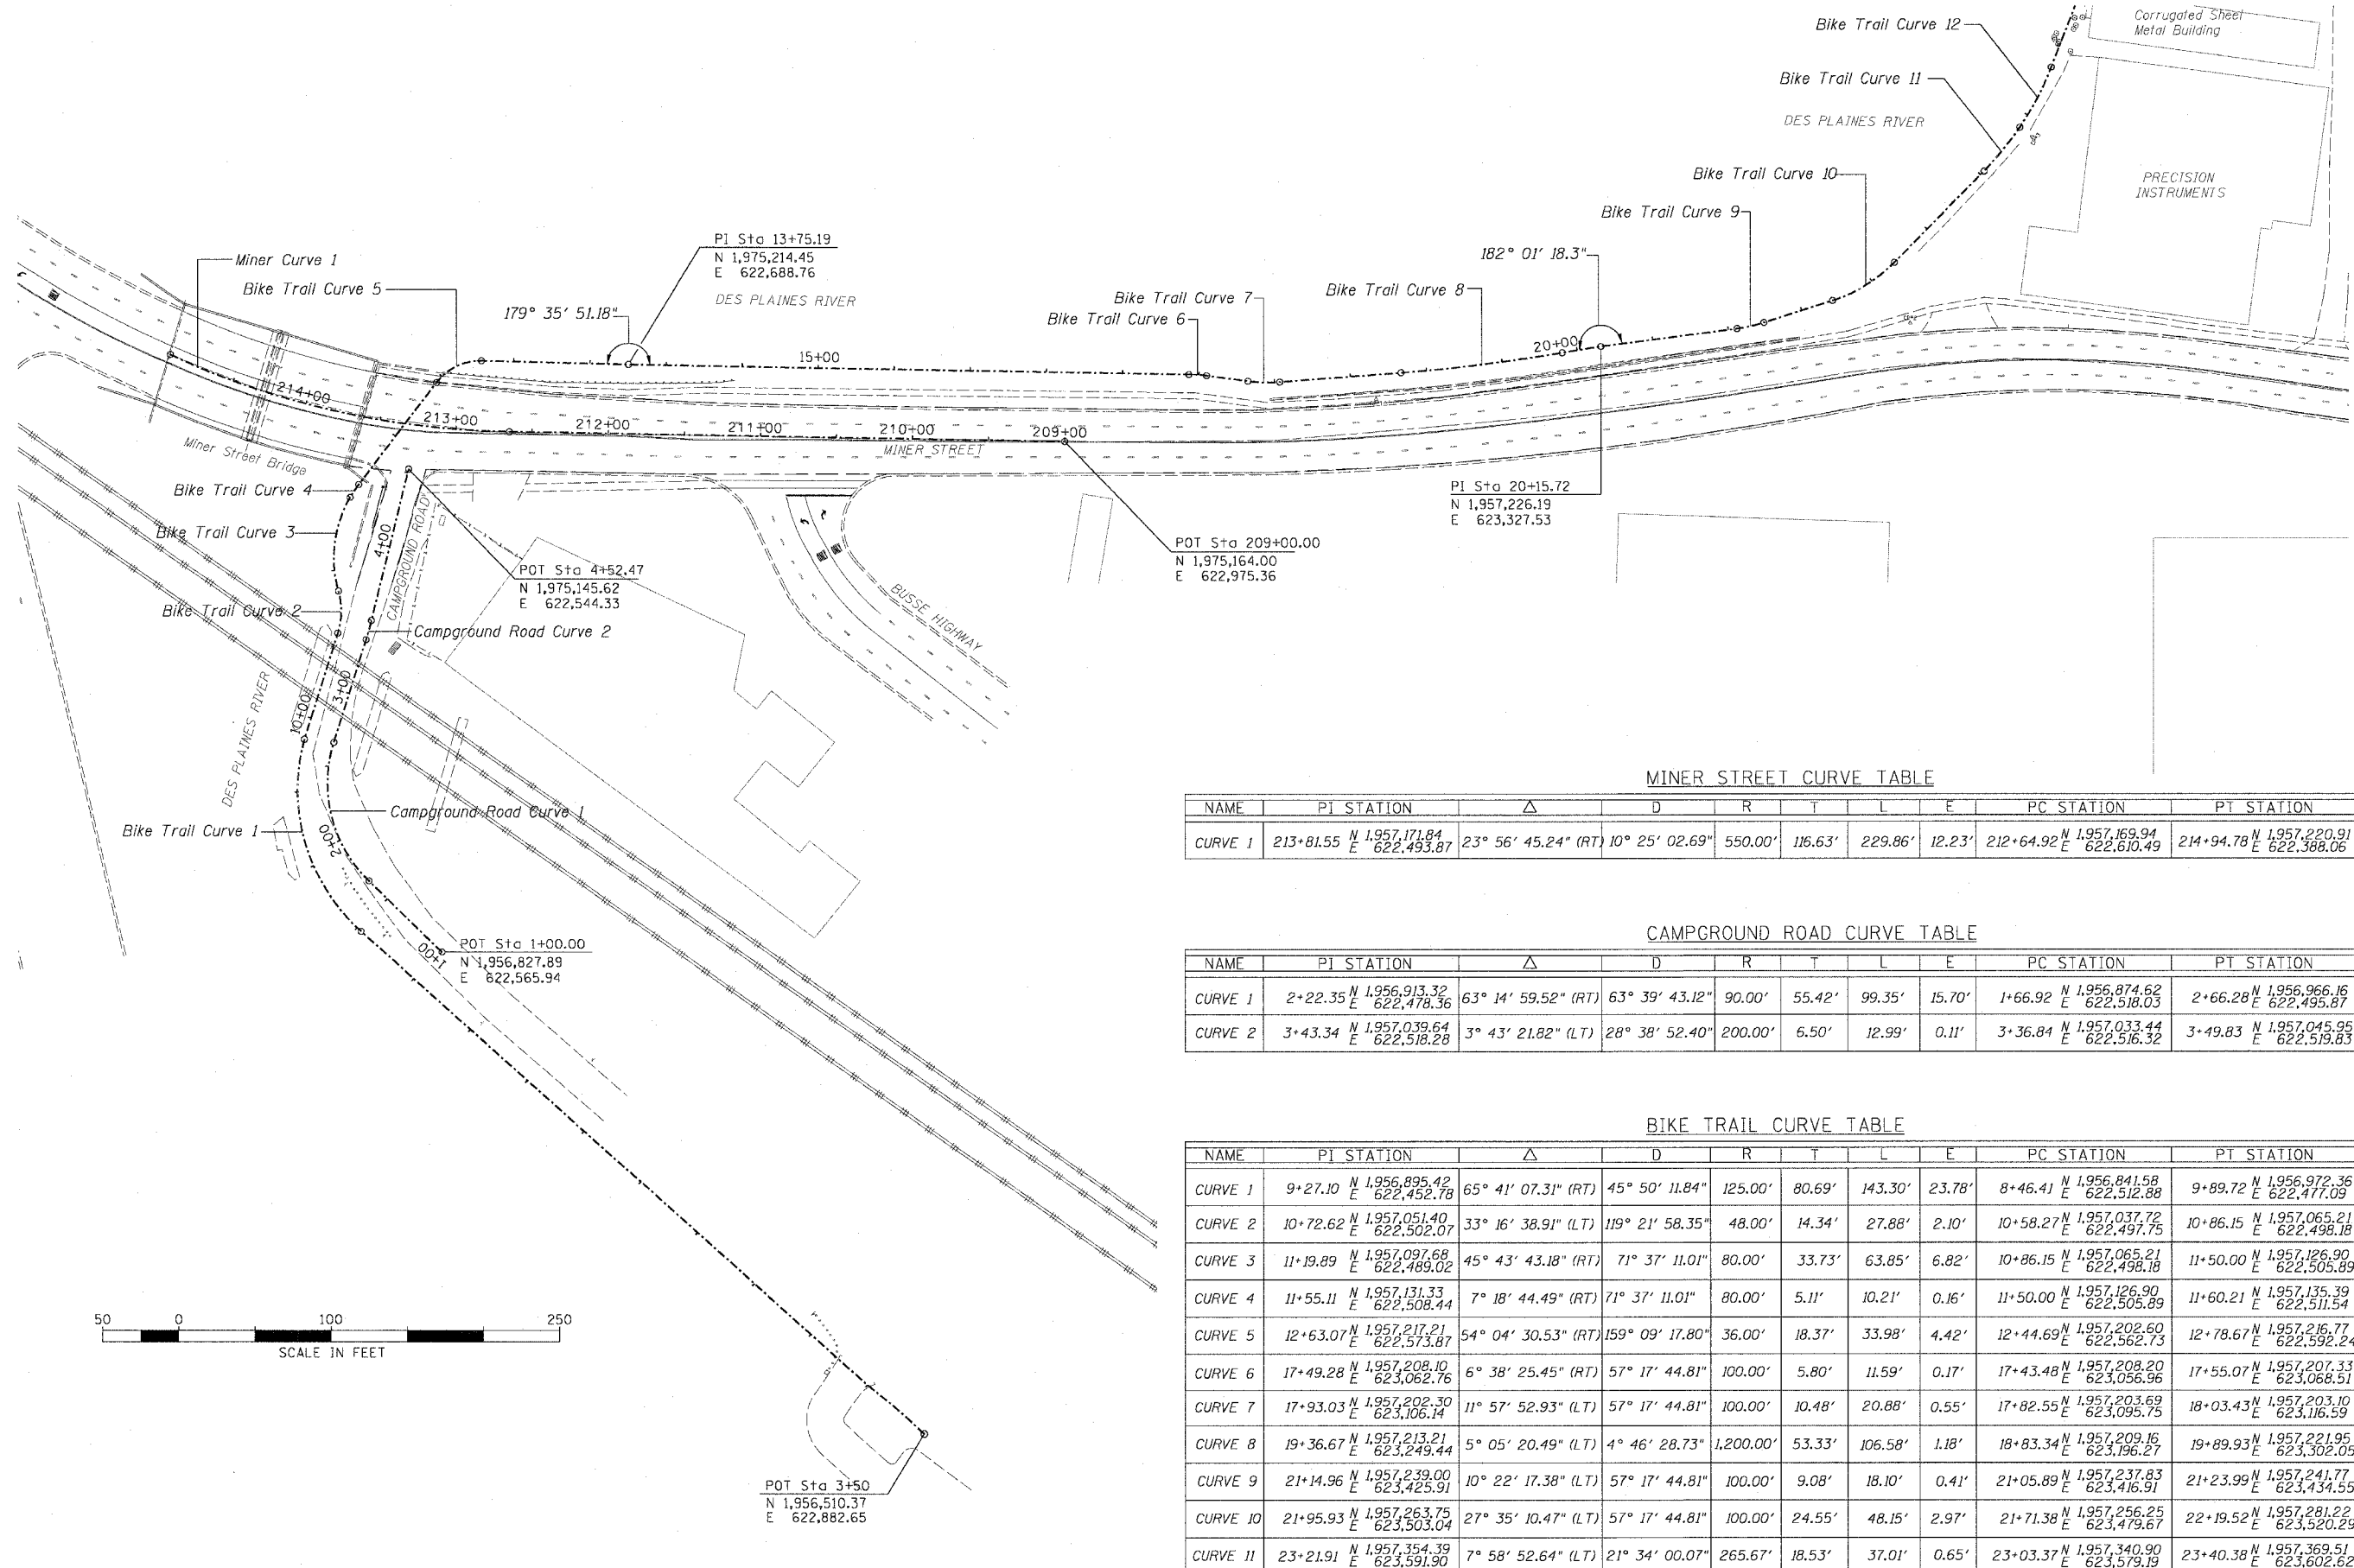 Bike Trail Curve 12
Corrugated Sheet
Metal Building
Bike Trail Curve 11
DES PLAINES RIVER
Bike Trail Curve 10
PRECISION
INSTRUMENTS
Bike Trail Curve 9
182° 01' 18.3"
PI Sta 13+75.19
N 1,975,214.45
E 622,688.76
Miner Curve 1
Bike Trail Curve 5
DES PLAINES RIVER
179° 35' 51.18"
Bike Trail Curve 7
Bike Trail Curve 6
Bike Trail Curve 8
20+00
15+00
214+00
213+00
212+00
211+00
210+00
209+00
MINER STREET
Miner Street Bridge
Bike Trail Curve 4
Bike Trail Curve 3
4+00
CAMPGROUND ROAD
PI Sta 20+15.72
N 1,957,226.19
E 623,327.53
POT Sta 209+00.00
N 1,975,164.00
E 622,975.36
POT Sta 4+52.47
N 1,975,145.62
E 622,544.33
BUSSE HIGHWAY
Bike Trail Curve 2
Campground Road Curve 2
3+00
10+00
DES PLAINES RIVER
Campground Road Curve 1
Bike Trail Curve 1
2+00
1+00
POT Sta 1+00.00
N 1,956,827.89
E 622,565.94
MINER STREET CURVE TABLE
NAME PI STATION △ D R T L E PC STATION PT STATION
CURVE 1 213+81.55 N 1,957,171.84 E 622,493.87 23° 56' 45.24" (RT) 10° 25' 02.69" 550.00' 116.63' 229.86' 12.23' 212+64.92 N 1,957,169.94 E 622,610.49 214+94.78 N 1,957,220.91 E 622,388.06
CAMPGROUND ROAD CURVE TABLE
NAME PI STATION △ D R T L E PC STATION PT STATION
CURVE 1 2+22.35 N 1,956,913.32 E 622,478.36 63° 14' 59.52" (RT) 63° 39' 43.12" 90.00' 55.42' 99.35' 15.70' 1+66.92 N 1,956,874.62 E 622,518.03 2+66.28 N 1,956,966.16 E 622,495.87
CURVE 2 3+43.34 N 1,957,039.64 E 622,518.28 3° 43' 21.82" (LT) 28° 38' 52.40" 200.00' 6.50' 12.99' 0.11' 3+36.84 N 1,957,033.44 E 622,516.32 3+49.83 N 1,957,045.95 E 622,519.83
BIKE TRAIL CURVE TABLE
NAME PI STATION △ D R T L E PC STATION PT STATION
CURVE 1 9+27.10 N 1,956,895.42 E 622,452.78 65° 41' 07.31" (RT) 45° 50' 11.84" 125.00' 80.69' 143.30' 23.78' 8+46.41 N 1,956,841.58 E 622,512.88 9+89.72 N 1,956,972.36 E 622,477.09
CURVE 2 10+72.62 N 1,957,051.40 E 622,502.07 33° 16' 38.91" (LT) 119° 21' 58.35" 48.00' 14.34' 27.88' 2.10' 10+58.27 N 1,957,037.72 E 622,497.75 10+86.15 N 1,957,065.21 E 622,498.18
CURVE 3 11+19.89 N 1,957,097.68 E 622,489.02 45° 43' 43.18" (RT) 71° 37' 11.01" 80.00' 33.73' 63.85' 6.82' 10+86.15 N 1,957,065.21 E 622,498.18 11+50.00 N 1,957,126.90 E 622,505.89
CURVE 4 11+55.11 N 1,957,131.33 E 622,508.44 7° 18' 44.49" (RT) 71° 37' 11.01" 80.00' 5.11' 10.21' 0.16' 11+50.00 N 1,957,126.90 E 622,505.89 11+60.21 N 1,957,135.39 E 622,511.54
CURVE 5 12+63.07 N 1,957,217.21 E 622,573.87 54° 04' 30.53" (RT) 159° 09' 17.80" 36.00' 18.37' 33.98' 4.42' 12+44.69 N 1,957,202.60 E 622,562.73 12+78.67 N 1,957,216.77 E 622,592.24
CURVE 6 17+49.28 N 1,957,208.10 E 623,062.76 6° 38' 25.45" (RT) 57° 17' 44.81" 100.00' 5.80' 11.59' 0.17' 17+43.48 N 1,957,208.20 E 623,056.96 17+55.07 N 1,957,207.33 E 623,068.51
CURVE 7 17+93.03 N 1,957,202.30 E 623,106.14 11° 57' 52.93" (LT) 57° 17' 44.81" 100.00' 10.48' 20.88' 0.55' 17+82.55 N 1,957,203.69 E 623,095.75 18+03.43 N 1,957,203.10 E 623,116.59
CURVE 8 19+36.67 N 1,957,213.21 E 623,249.44 5° 05' 20.49" (LT) 4° 46' 28.73" 1,200.00' 53.33' 106.58' 1.18' 18+83.34 N 1,957,209.16 E 623,196.27 19+89.93 N 1,957,221.95 E 623,302.05
CURVE 9 21+14.96 N 1,957,239.00 E 623,425.91 10° 22' 17.38" (LT) 57° 17' 44.81" 100.00' 9.08' 18.10' 0.41' 21+05.89 N 1,957,237.83 E 623,416.91 21+23.99 N 1,957,241.77 E 623,434.55
CURVE 10 21+95.93 N 1,957,263.75 E 623,503.04 27° 35' 10.47" (LT) 57° 17' 44.81" 100.00' 24.55' 48.15' 2.97' 21+71.38 N 1,957,256.25 E 623,479.67 22+19.52 N 1,957,281.22 E 623,520.29
CURVE 11 23+21.91 N 1,957,354.39 E 623,591.90 7° 58' 52.64" (LT) 21° 34' 00.07" 265.67' 18.53' 37.01' 0.65' 23+03.37 N 1,957,340.90 E 623,579.19 23+40.38 N 1,957,369.51 E 623,602.62
50 0 100 250
SCALE IN FEET
POT Sta 3+50
N 1,956,510.37
E 622,882.65